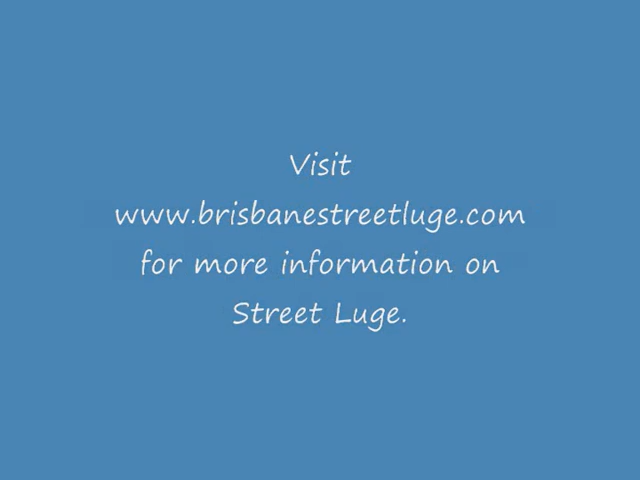 Visit
www.brisbanestreetluge.com
for more information on
Street Luge.